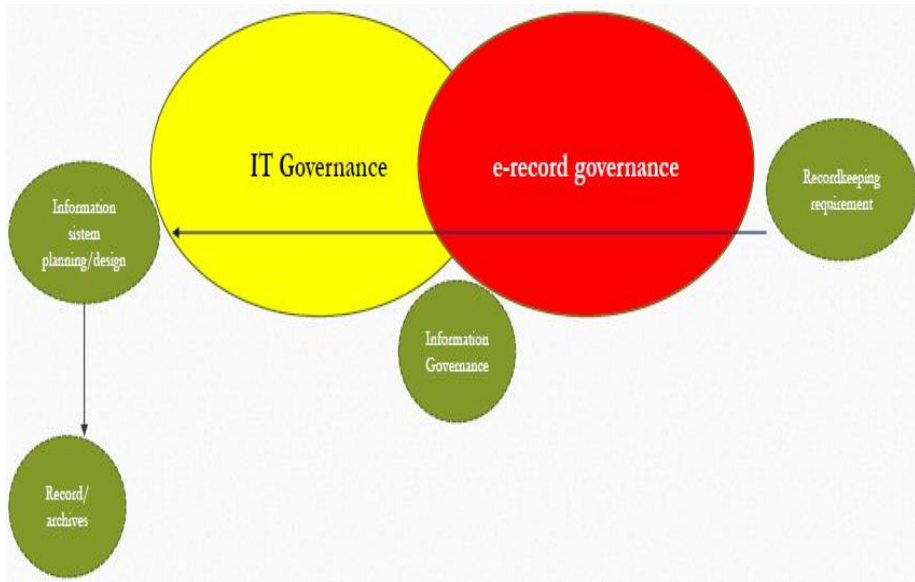 IT Governance
e-record governance
Recordkeeping
requirement
Information
sistem
planning/design
Information
Governance
Record/
archives